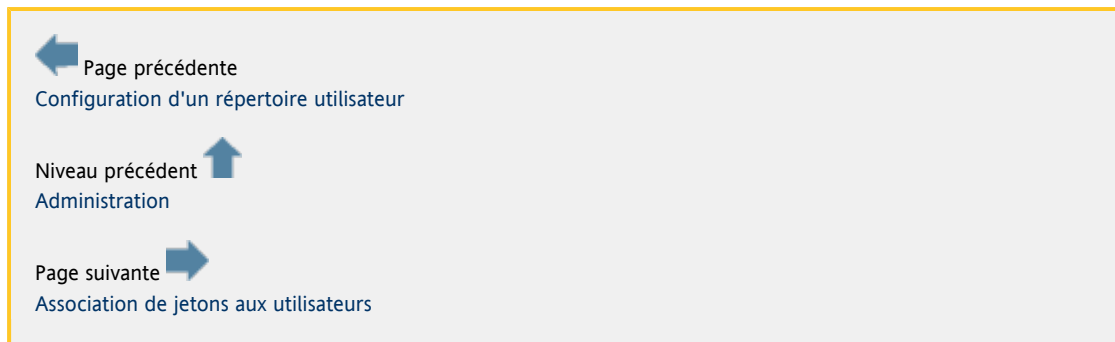 Page précédente
Configuration d'un répertoire utilisateur
Niveau précédent
Administration
Page suivante
Association de jetons aux utilisateurs